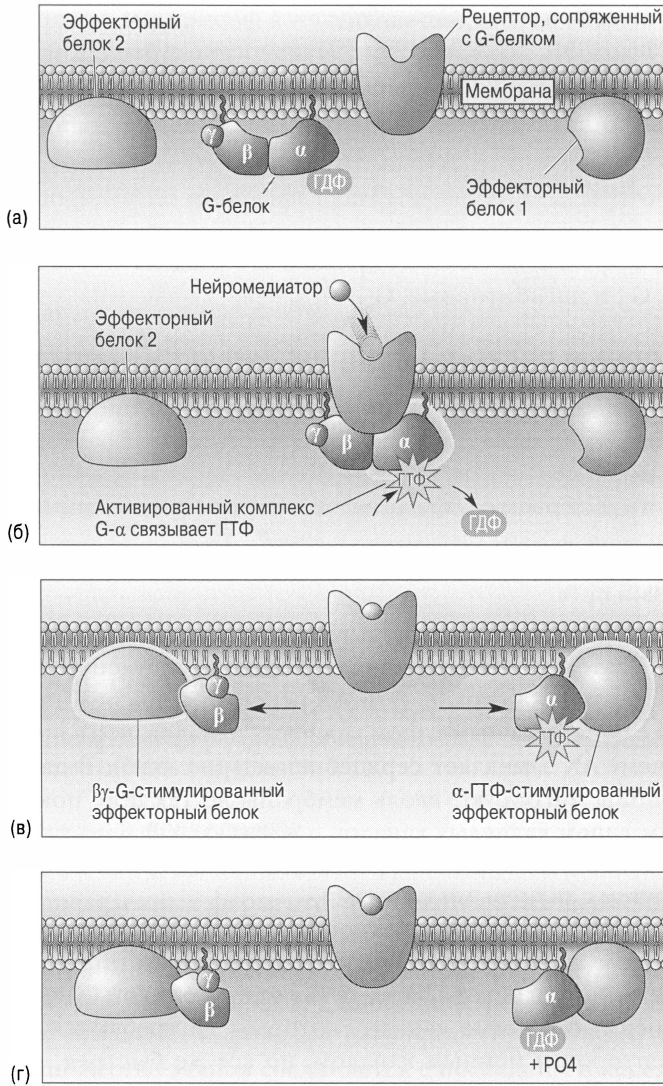 Эффекторный
белок 2
Рецептор, сопряженный
с G-белком
Мембрана
γ
β
α
ГДФ
G-белок
Эффекторный
белок 1
(а)
Нейромедиатор
Эффекторный
белок 2
γ
β
α
ГТФ
Активированный комплекс
G-α связывает ГТФ
ГДФ
(б)
γ
β
α
ГТФ
βγ-G-стимулированный
эффекторный белок
α-ГТФ-стимулированный
эффекторный белок
(в)
γ
β
α
ГДФ
+ PO4
(г)